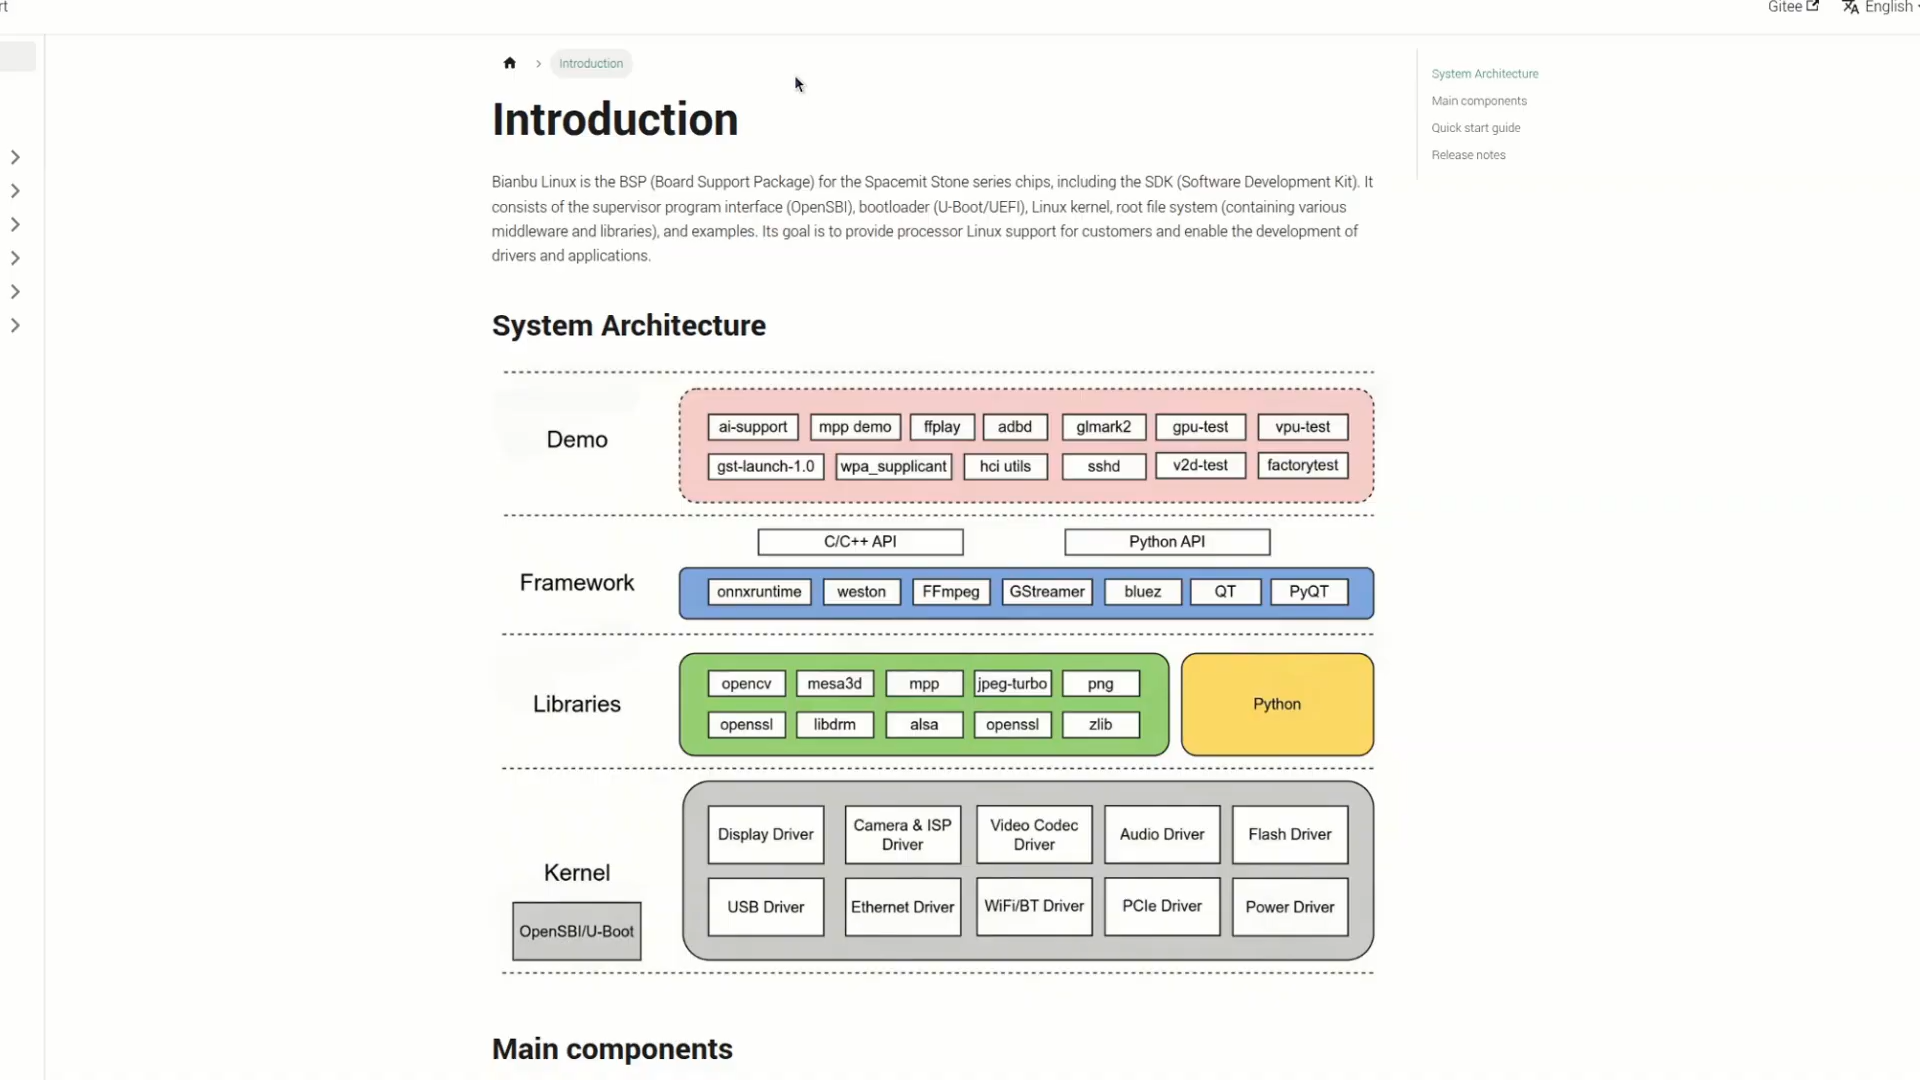 Gitee
English
Introduction
Introduction
Bianbu Linux is the BSP (Board Support Package) for the Spacemit Stone series chips, including the SDK (Software Development Kit). It
consists of the supervisor program interface (OpenSBI), bootloader (U-Boot/UEFI), Linux kernel, root file system (containing various
middleware and libraries), and examples. Its goal is to provide processor Linux support for customers and enable the development of
drivers and applications.
System Architecture
Main components
Quick start guide
Release notes
System Architecture
Demo
ai-support mpp demo ffplay adbd glmark2 gpu-test vpu-test
gst-launch-1.0 wpa_supplicant hci utils sshd v2d-test factorytest
C/C++ API Python API
Framework
onnxruntime weston FFmpeg GStreamer bluez QT PyQT
Libraries
opencv mesa3d mpp jpeg-turbo png
openssl libdrm alsa openssl zlib
Python
Kernel
OpenSBI/U-Boot
Display Driver
Camera & ISP
Driver
Video Codec
Driver
Audio Driver
Flash Driver
USB Driver
Ethernet Driver
WiFi/BT Driver
PCIe Driver
Power Driver
Main components